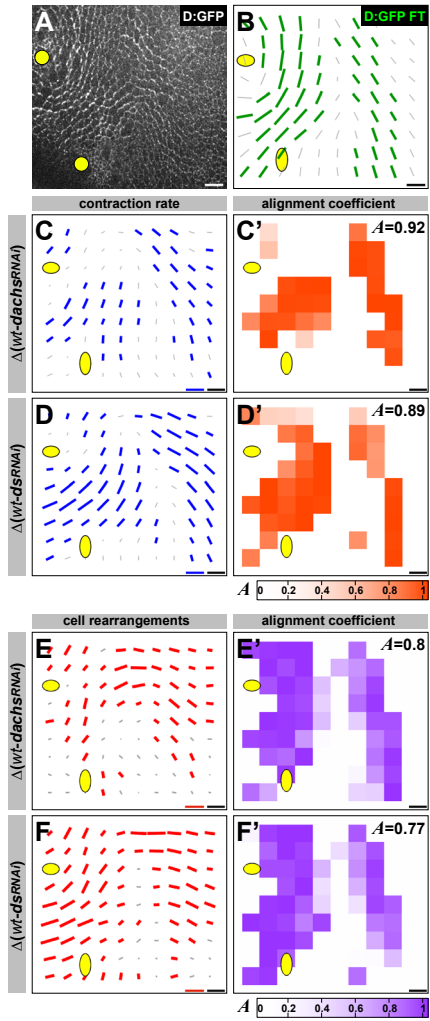 A D:GFP B D:GFP FT
contraction rate alignment coefficient
Δ(wt-dachsRNAi) C C' A=0.92
Δ(wt-dsRNAi) D D' A=0.89
A 0 0.2 0.4 0.6 0.8 1
cell rearrangements alignment coefficient
Δ(wt-dachsRNAi) E E' A=0.8
Δ(wt-dsRNAi) F F' A=0.77
A 0 0.2 0.4 0.6 0.8 1